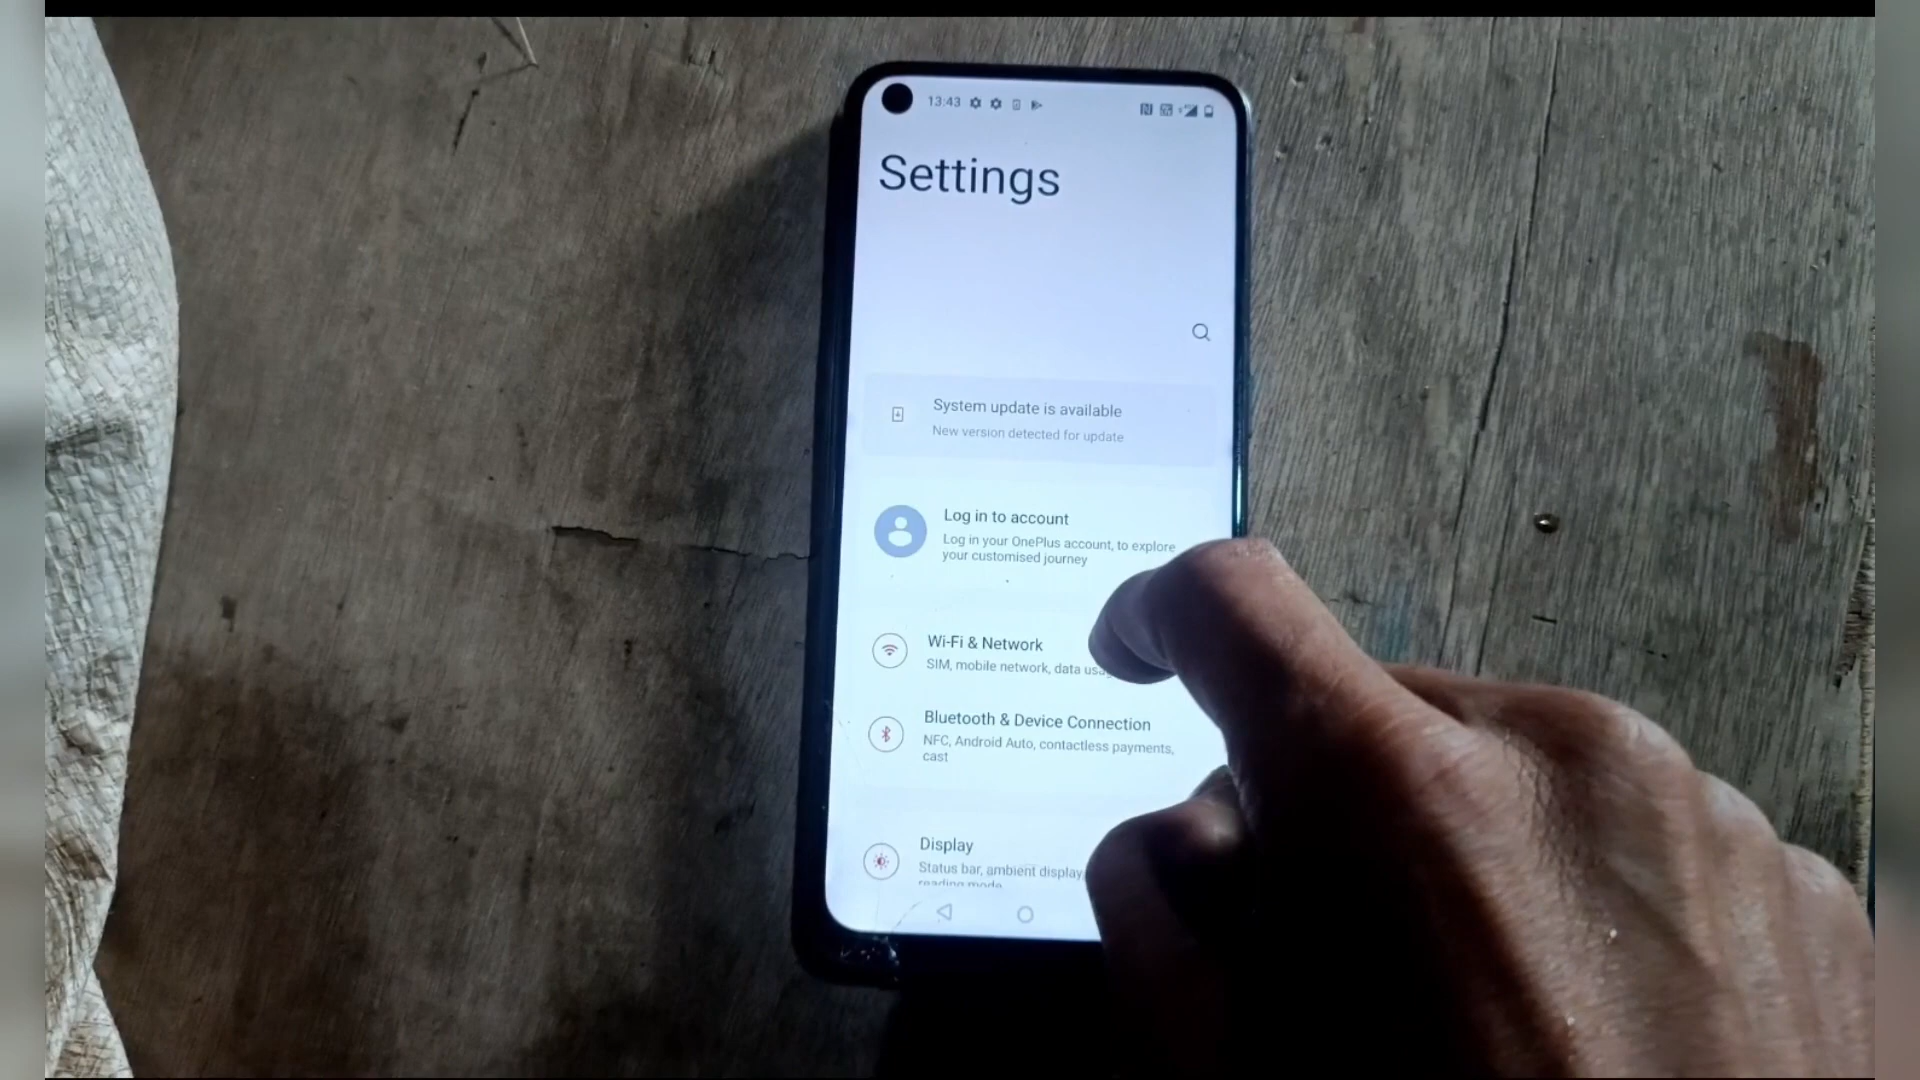 13:43
Settings
System update is available
New version detected for update
Log in to account
Log in your OnePlus account, to explore
your customised journey
Wi-Fi & Network
SIM, mobile network, data
Bluetooth & Device Connection
NFC, Android Auto, contactless payments,
cast
Display
Status bar, ambient display,
reading mode